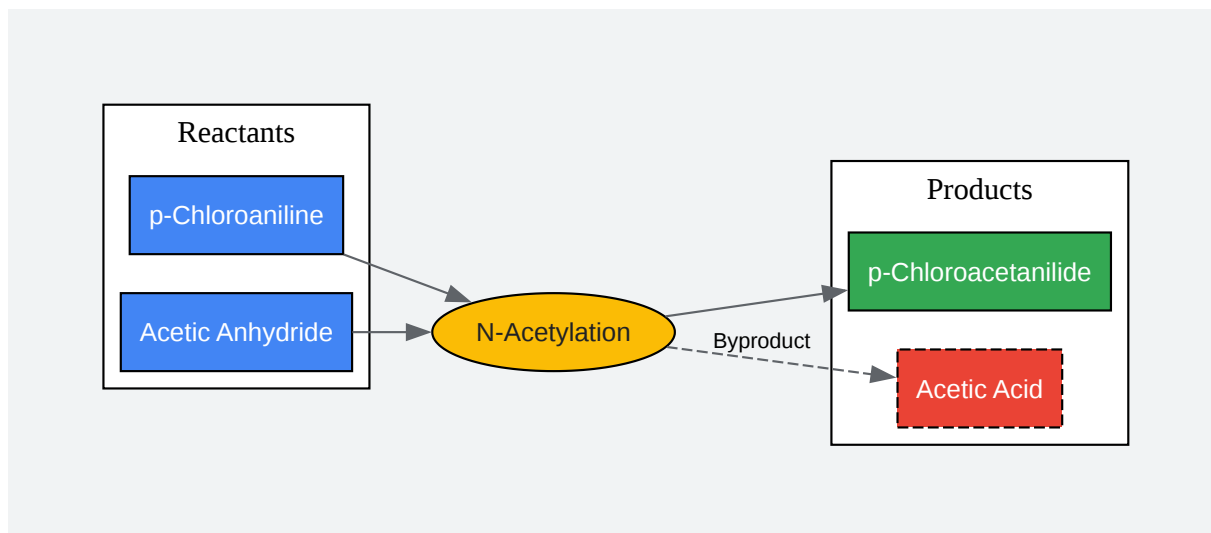 Reactants
p-Chloroaniline
Acetic Anhydride
N-Acetylation
Byproduct
Products
p-Chloroacetanilide
Acetic Acid